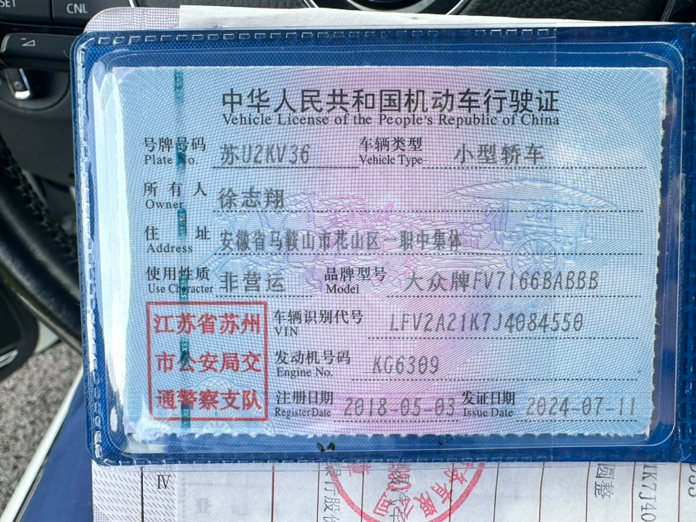 SET
CNL
中华人民共和国机动车行驶证
Vehicle License of the People's Republic of China
号牌号码 苏U2KV36 车辆类型 小型轿车
Plate No. Vehicle Type
所有人 徐志翔
Owner
住址 安徽省马鞍山市花山区一职中集体
Address
使用性质 非营运 品牌型号 大众牌FV7166BABBB
Use Character Model
江苏省苏州
市公安局交
通警察支队
车辆识别代号 LFV2A21K7J4084550
VIN
发动机号码 KG6309
Engine No.
注册日期 2018-05-03 发证日期 2024-07-11
Register Date Issue Date
IV
1K7J40
圆整